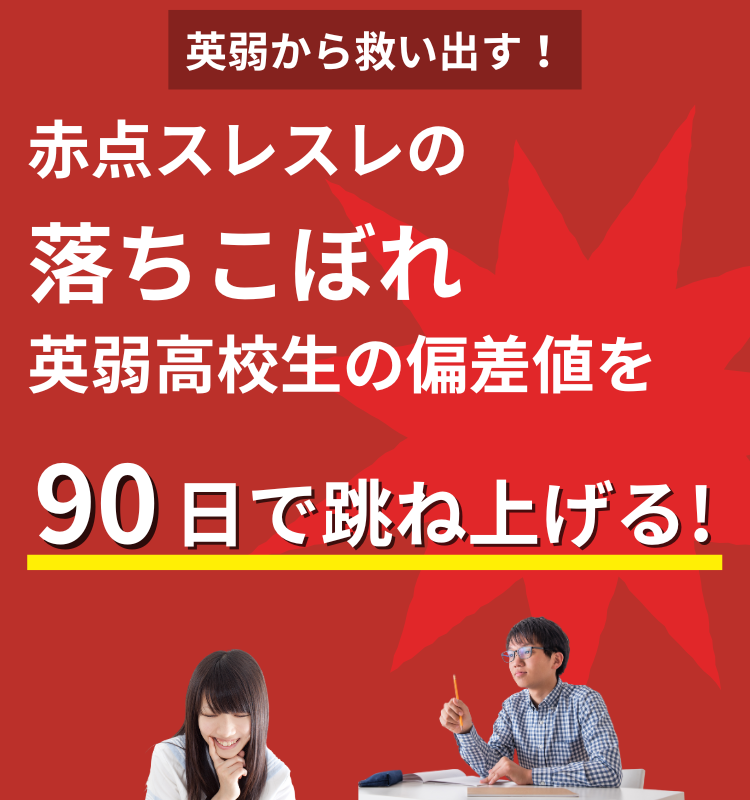 英弱から救い出す！
赤点スレスレの
落ちこぼれ
英弱高校生の偏差値を
90日で跳ね上げる!